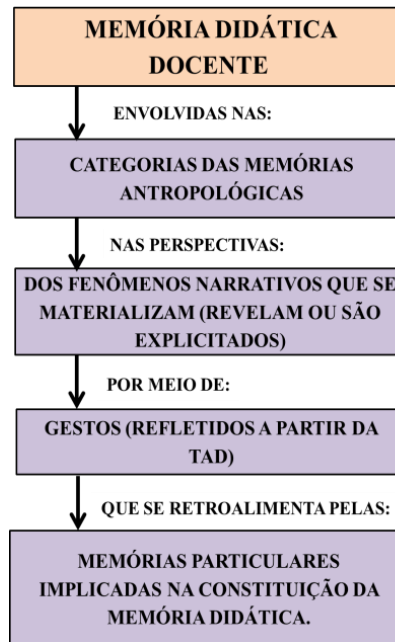 MEMÓRIA DIDÁTICA
DOCENTE
ENVOLVIDAS NAS:
CATEGORIAS DAS MEMÓRIAS
ANTROPOLÓGICAS
NAS PERSPECTIVAS:
DOS FENÔMENOS NARRATIVOS QUE SE
MATERIALIZAM (REVELAM OU SÃO
EXPLICITADOS)
POR MEIO DE:
GESTOS (REFLETIDOS A PARTIR DA
TAD)
QUE SE RETROALIMENTA PELAS:
MEMÓRIAS PARTICULARES
IMPLICADAS NA CONSTITUIÇÃO DA
MEMÓRIA DIDÁTICA.